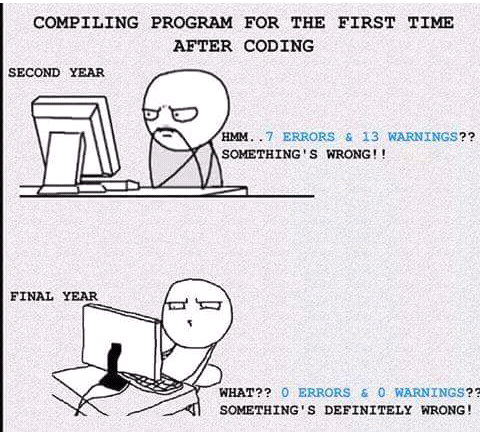 COMPILING PROGRAM FOR THE FIRST TIME
AFTER CODING
SECOND YEAR
HMM..7 ERRORS & 13 WARNINGS??
SOMETHING'S WRONG!!
FINAL YEAR
WHAT?? 0 ERRORS & 0 WARNINGS??
SOMETHING'S DEFINITELY WRONG!